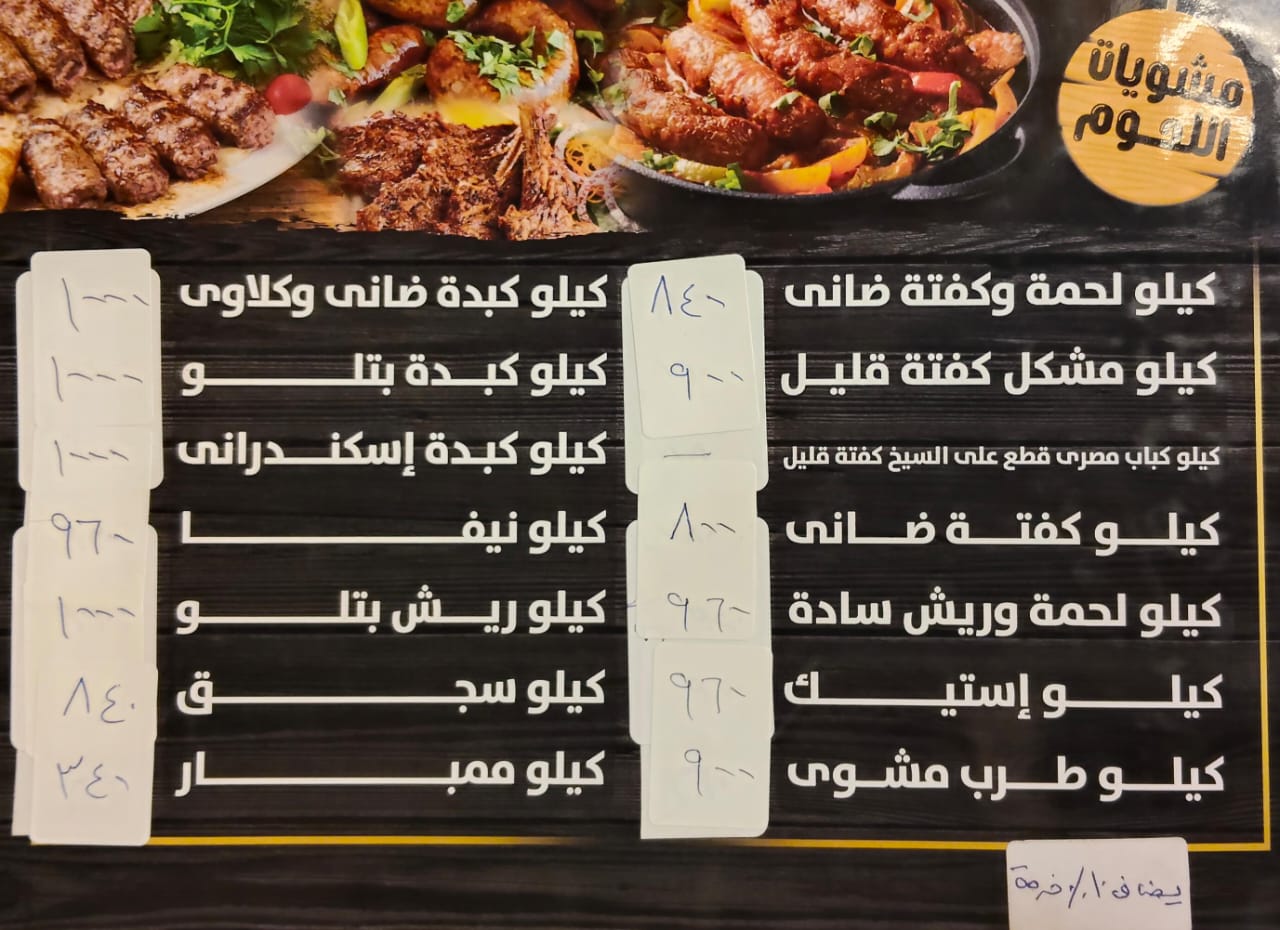 مشويات
اللحوم
كيلو لحمة وكفتة ضانى ٨٤٠
كيلو مشكل كفتة قليل ٩٠٠
كيلو كباب مصرى قطع على السيخ كفتة قليل —
كيلو كفتة ضانى ٨٠٠
كيلو لحمة وريش سادة ٩٦٠
كيلو إستيك ٩٦٠
كيلو طرب مشوى ٩٠٠
كيلو كبدة ضانى وكلاوى ١٠٠٠
كيلو كبدة بتلو ١٠٠٠
كيلو كبدة إسكندرانى ١٠٠٠
كيلو نيفا ٩٦٠
كيلو ريش بتلو ١٠٠٠
كيلو سجق ٨٤٠
كيلو ممبار ٣٤٠
يضاف ١٠٪ خدمة